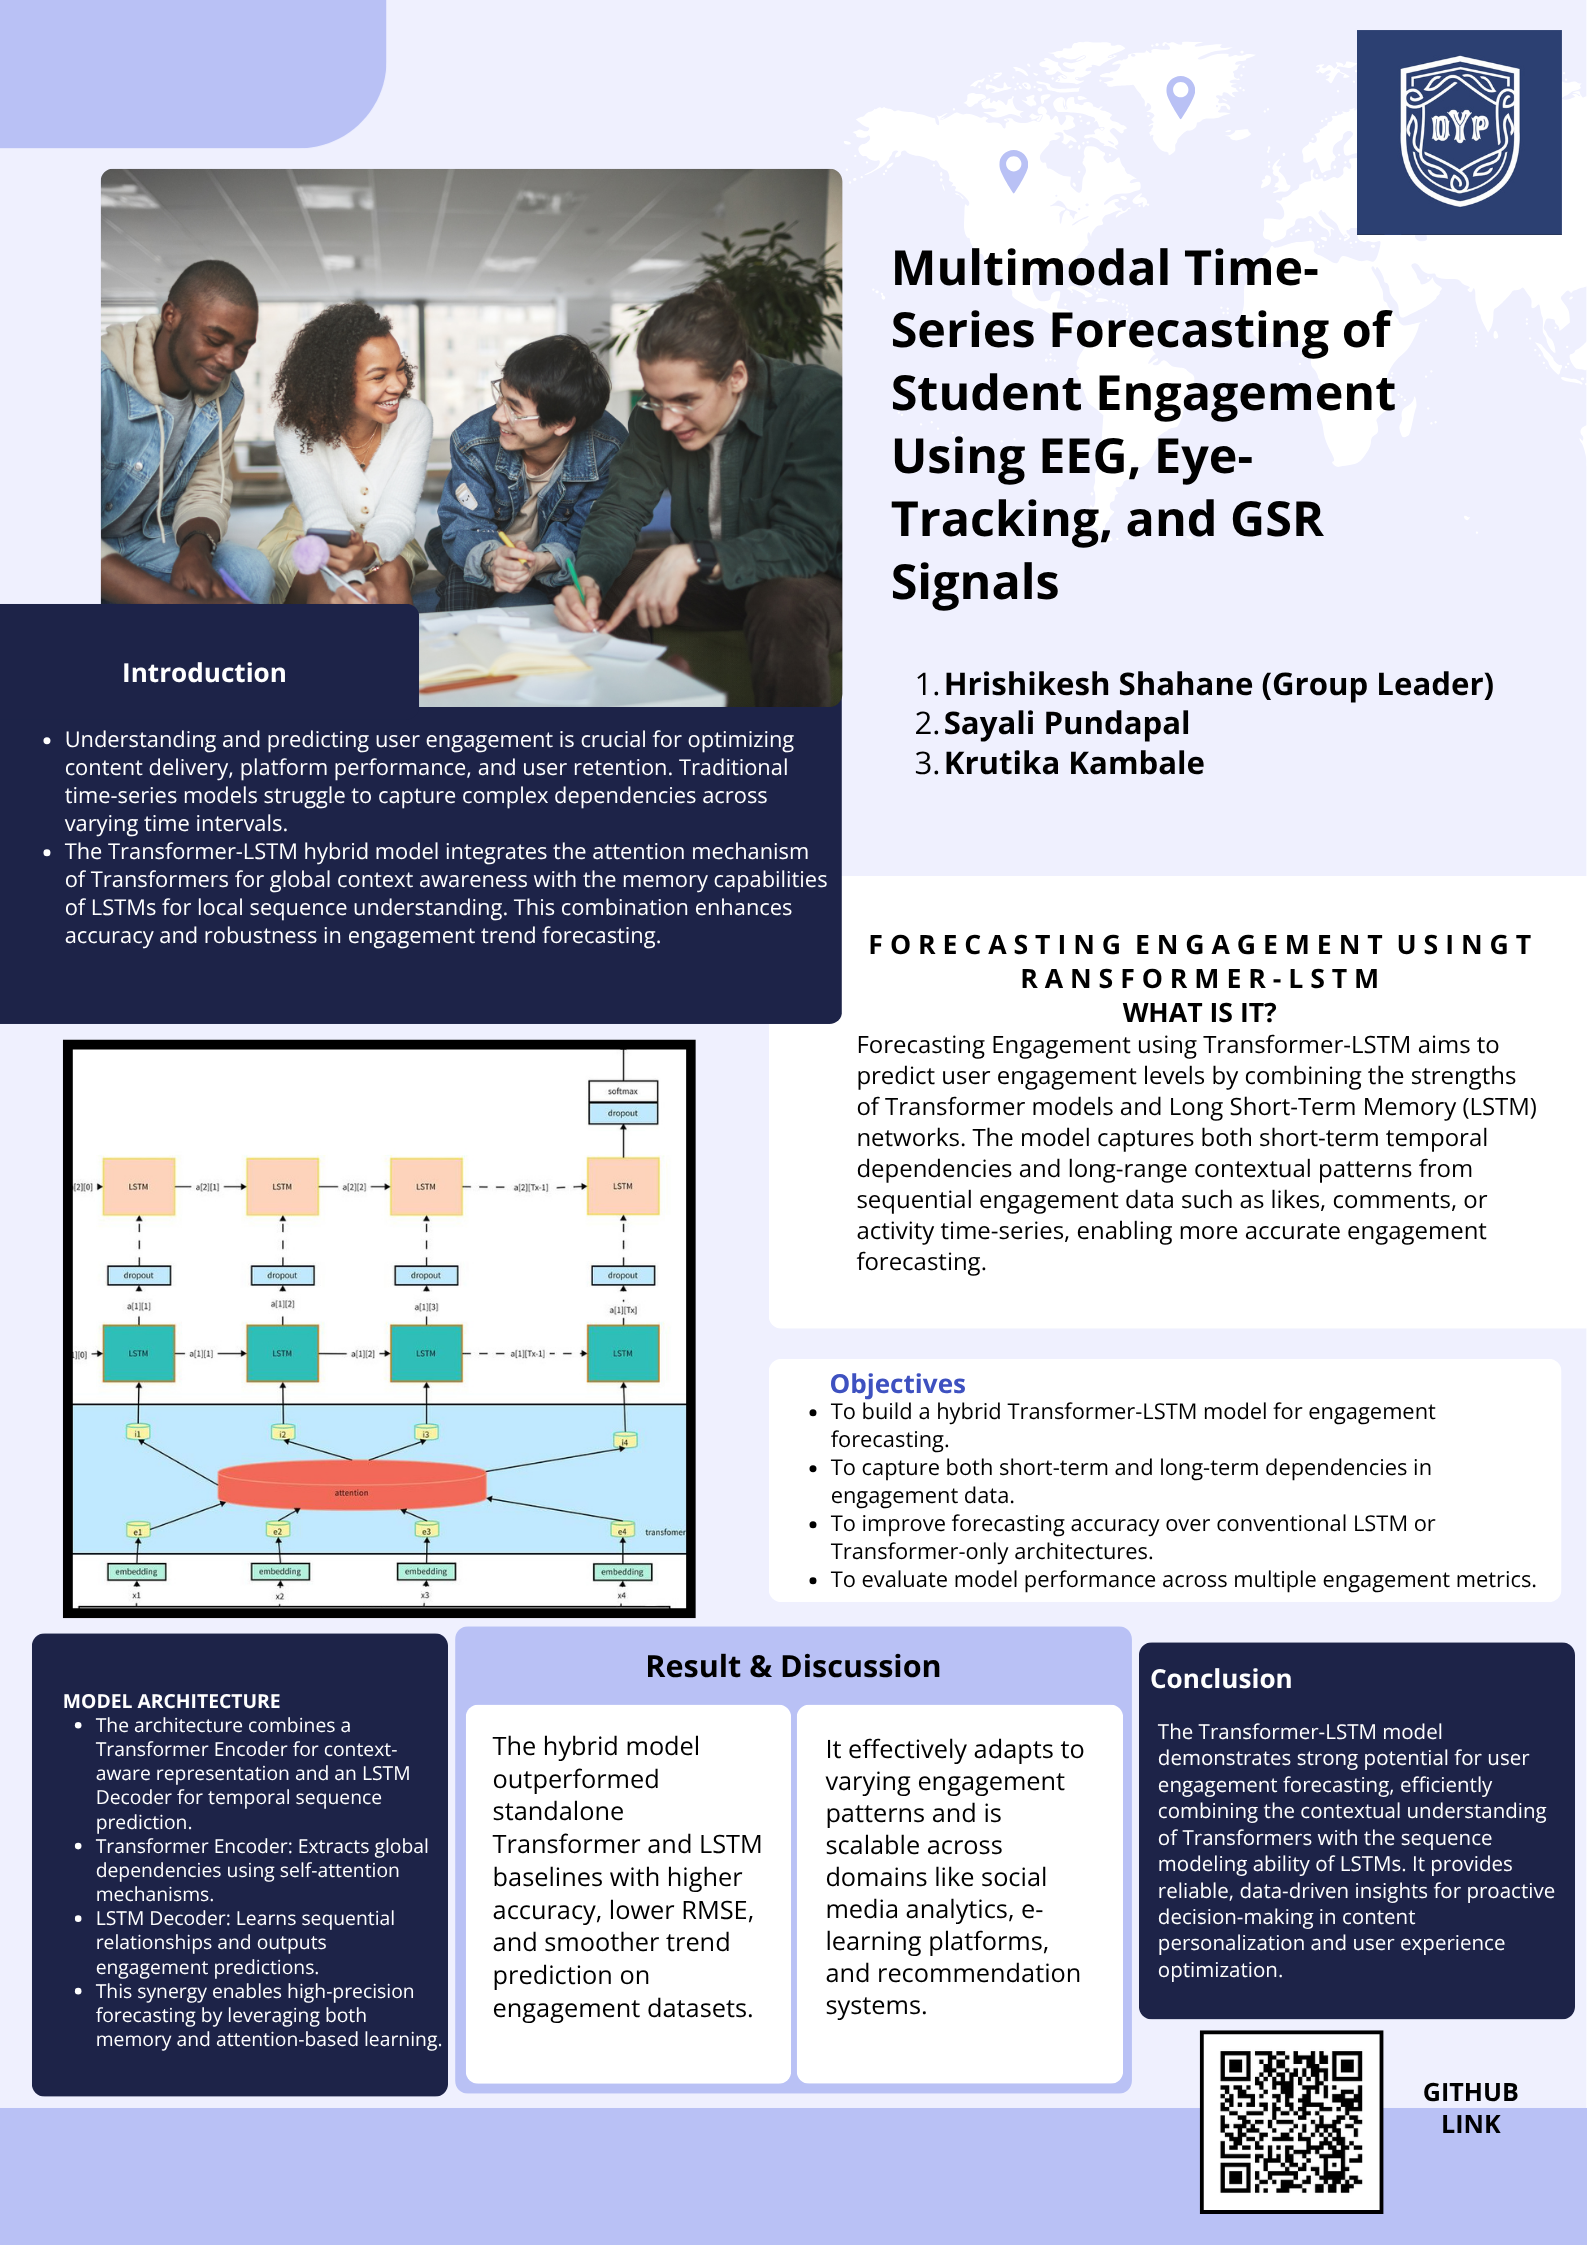 DYP
Multimodal Time-
Series Forecasting of
Student Engagement
Using EEG, Eye-
Tracking, and GSR
Signals
1. Hrishikesh Shahane (Group Leader)
2. Sayali Pundapal
3. Krutika Kambale
Introduction
• Understanding and predicting user engagement is crucial for optimizing
content delivery, platform performance, and user retention. Traditional
time-series models struggle to capture complex dependencies across
varying time intervals.
• The Transformer-LSTM hybrid model integrates the attention mechanism
of Transformers for global context awareness with the memory capabilities
of LSTMs for local sequence understanding. This combination enhances
accuracy and robustness in engagement trend forecasting.
FORECASTING ENGAGEMENT USINGT
RANSFORMER-LSTM
WHAT IS IT?
Forecasting Engagement using Transformer-LSTM aims to
predict user engagement levels by combining the strengths
of Transformer models and Long Short-Term Memory (LSTM)
networks. The model captures both short-term temporal
dependencies and long-range contextual patterns from
sequential engagement data such as likes, comments, or
activity time-series, enabling more accurate engagement
forecasting.
softmax
dropout
[2][0] LSTM a[2][1] LSTM a[2][2] LSTM a[2][Tx-1] LSTM
dropout dropout dropout dropout
a[1][1] a[1][2] a[1][3] a[1][Tx]
][0] LSTM a[1][1] LSTM a[1][2] LSTM a[1][Tx-1] LSTM
i1 i2 i3 i4
attention
e1 e2 e3 e4 transfomer
embedding embedding embedding embedding
x1 x2 x3 x4
Objectives
• To build a hybrid Transformer-LSTM model for engagement
forecasting.
• To capture both short-term and long-term dependencies in
engagement data.
• To improve forecasting accuracy over conventional LSTM or
Transformer-only architectures.
• To evaluate model performance across multiple engagement metrics.
MODEL ARCHITECTURE
• The architecture combines a
Transformer Encoder for context-
aware representation and an LSTM
Decoder for temporal sequence
prediction.
• Transformer Encoder: Extracts global
dependencies using self-attention
mechanisms.
• LSTM Decoder: Learns sequential
relationships and outputs
engagement predictions.
• This synergy enables high-precision
forecasting by leveraging both
memory and attention-based learning.
Result & Discussion
The hybrid model
outperformed
standalone
Transformer and LSTM
baselines with higher
accuracy, lower RMSE,
and smoother trend
prediction on
engagement datasets.
It effectively adapts to
varying engagement
patterns and is
scalable across
domains like social
media analytics, e-
learning platforms,
and recommendation
systems.
Conclusion
The Transformer-LSTM model
demonstrates strong potential for user
engagement forecasting, efficiently
combining the contextual understanding
of Transformers with the sequence
modeling ability of LSTMs. It provides
reliable, data-driven insights for proactive
decision-making in content
personalization and user experience
optimization.
GITHUB
LINK